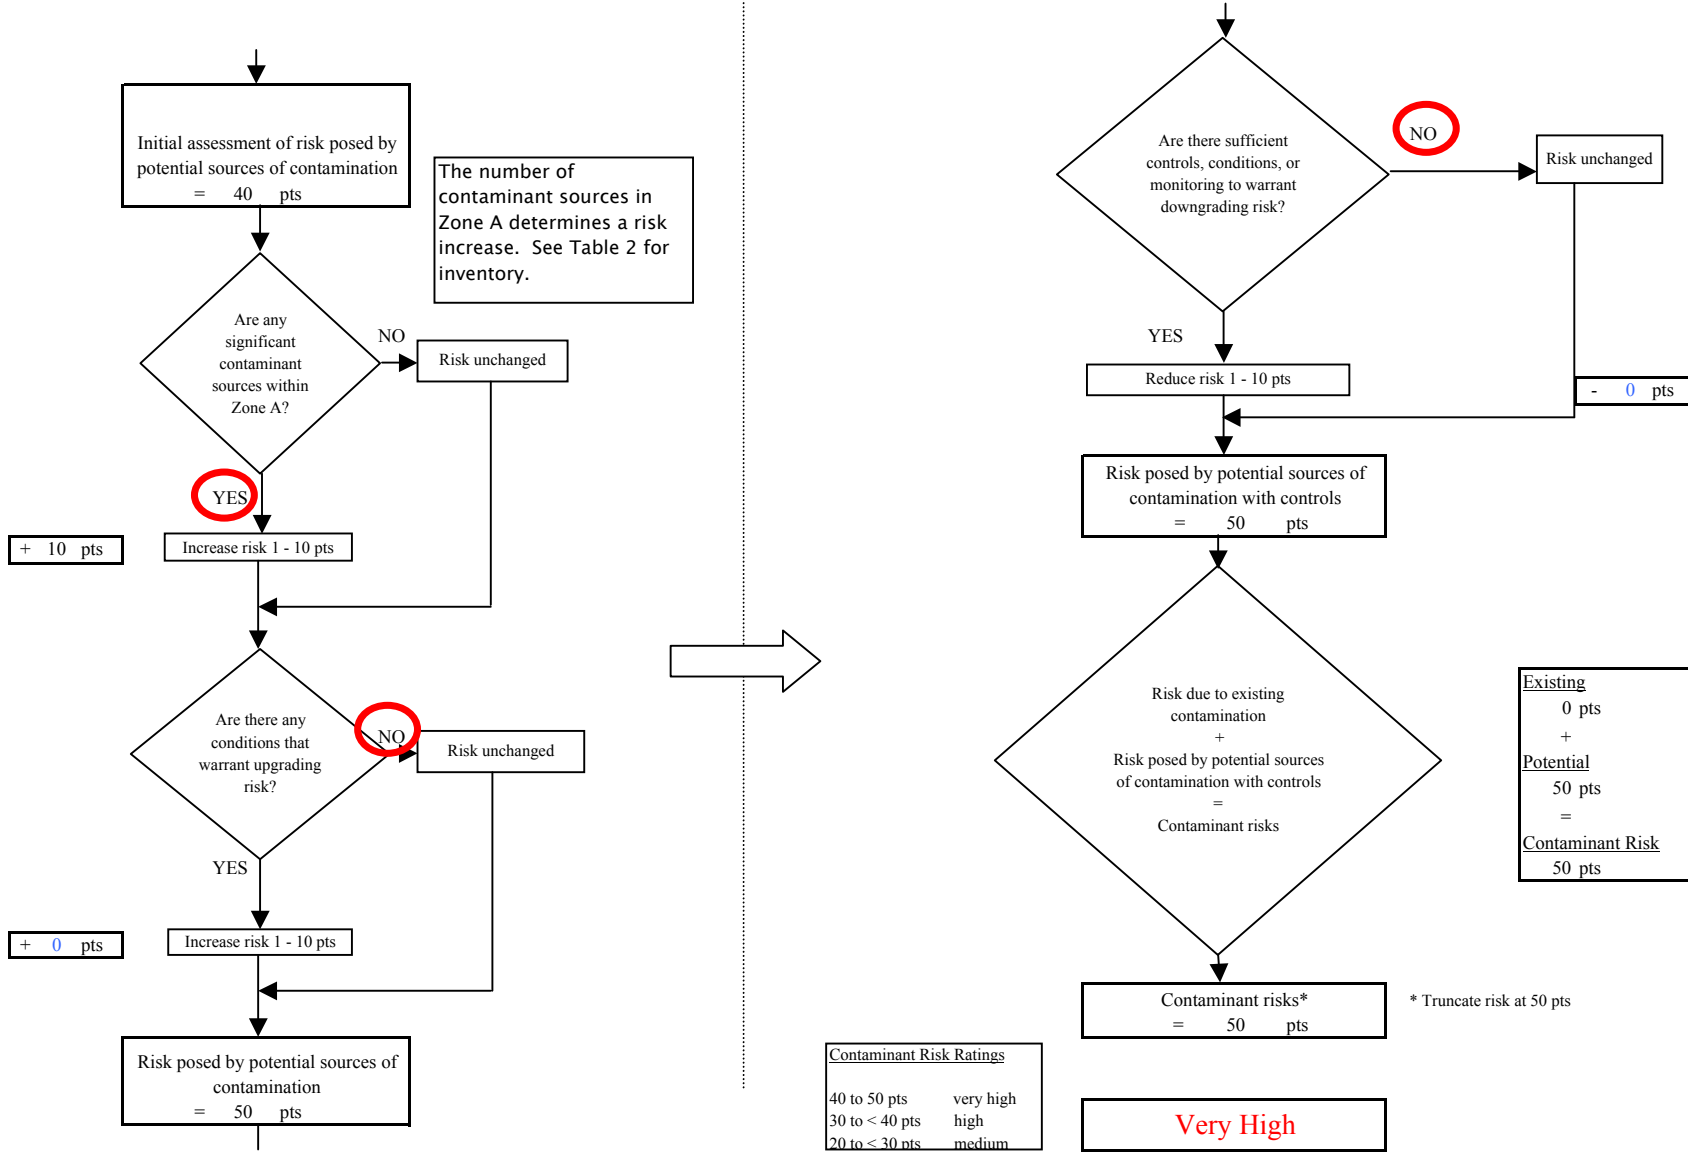 Initial assessment of risk posed by
potential sources of contamination
= 40 pts
The number of
contaminant sources in
Zone A determines a risk
increase. See Table 2 for
inventory.
Are any
significant
contaminant
sources within
Zone A?
NO
Risk unchanged
YES
+ 10 pts
Increase risk 1 - 10 pts
Are there any
conditions that
warrant upgrading
risk?
NO
Risk unchanged
YES
+ 0 pts
Increase risk 1 - 10 pts
Risk posed by potential sources of
contamination
= 50 pts
Are there sufficient
controls, conditions, or
monitoring to warrant
downgrading risk?
NO
Risk unchanged
YES
Reduce risk 1 - 10 pts
- 0 pts
Risk posed by potential sources of
contamination with controls
= 50 pts
Risk due to existing
contamination
+
Risk posed by potential sources
of contamination with controls
=
Contaminant risks
Existing
0 pts
+
Potential
50 pts
=
Contaminant Risk
50 pts
Contaminant risks*
= 50 pts
* Truncate risk at 50 pts
Contaminant Risk Ratings
40 to 50 pts very high
30 to < 40 pts high
20 to < 30 pts medium
Very High